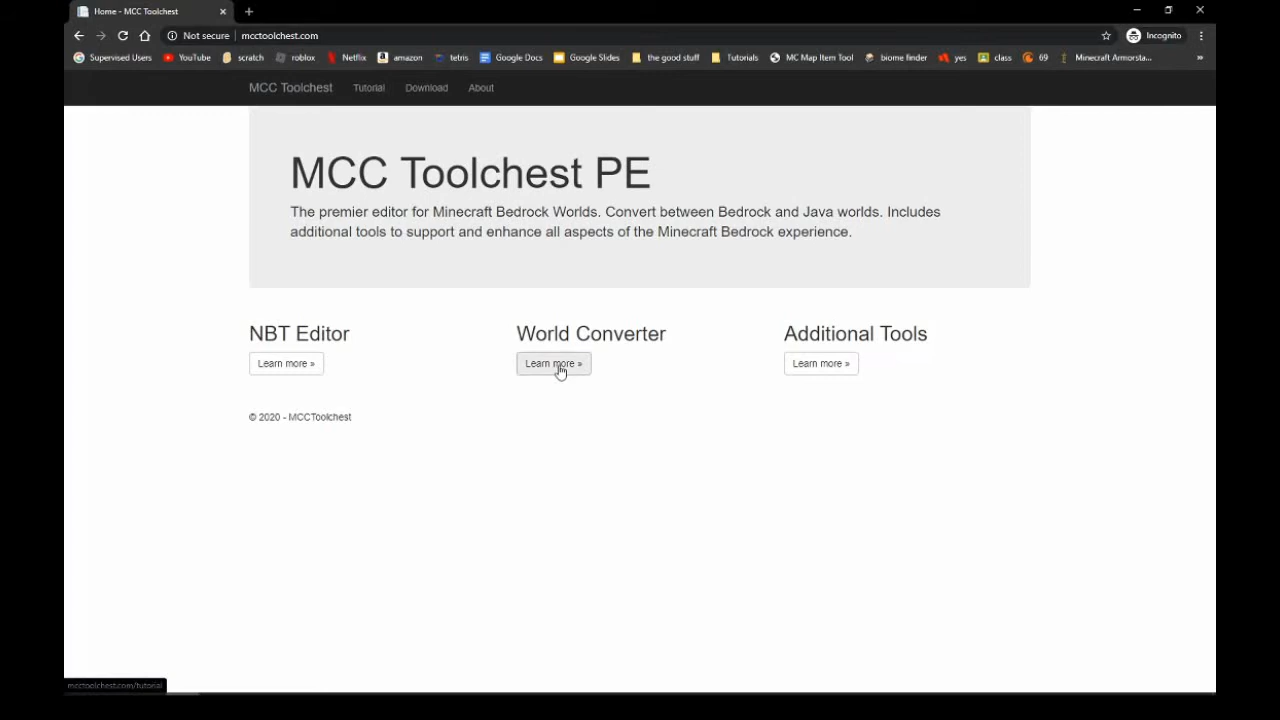 Home - MCC Toolchest
Not secure mcctoolchest.com Incognito
Supervised Users YouTube scratch roblox Netflix amazon tetris Google Docs Google Slides the good stuff Tutorials MC Map Item Tool biome finder yes class 69 Minecraft Armorsta... »
MCC Toolchest Tutorial Download About
MCC Toolchest PE
The premier editor for Minecraft Bedrock Worlds. Convert between Bedrock and Java worlds. Includes
additional tools to support and enhance all aspects of the Minecraft Bedrock experience.
NBT Editor World Converter Additional Tools
Learn more » Learn more » Learn more »
© 2020 - MCCToolchest
mcctoolchest.com/tutorial